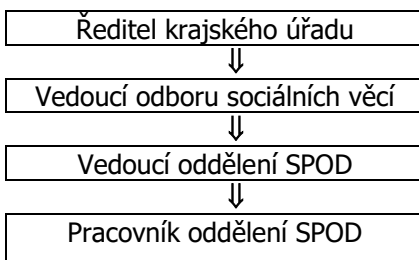 Ředitel krajského úřadu
⇓
Vedoucí odboru sociálních věcí
⇓
Vedoucí oddělení SPOD
⇓
Pracovník oddělení SPOD